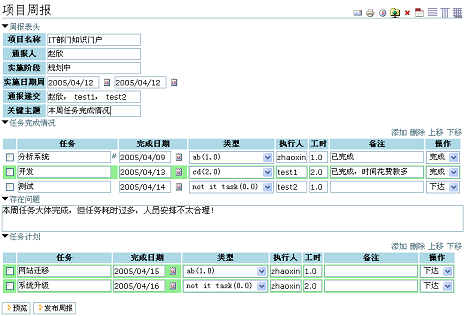 项目周报
周报表头
项目名称 IT部门知识门户
通报人 赵欣
实施阶段 规划中
实施日期周 2005/04/12 2005/04/12
通报递交 赵欣, test1, test2
关键主题 本周任务完成情况
任务完成情况
添加 删除 上移 下移
任务 完成日期 类型 执行人 工时 备注 操作
分析系统 # 2005/04/09 ab(1.0) zhaoxin 1.0 已完成 完成
开发 2005/04/13 cd(2.0) test1 2.0 已完成, 时间花费教多 完成
测试 2005/04/14 not it task(0.0) test2 1.0 下达
存在问题
本周任务大体完成, 但任务耗时过多, 人员安排不太合理!
任务计划
添加 删除 上移 下移
任务 完成日期 类型 执行人 工时 备注 操作
网站迁移 2005/04/15 ab(1.0) zhaoxin 1.0 下达
系统升级 2005/04/16 not it task(0.0) zhaoxin 2.0 下达
预览 发布周报